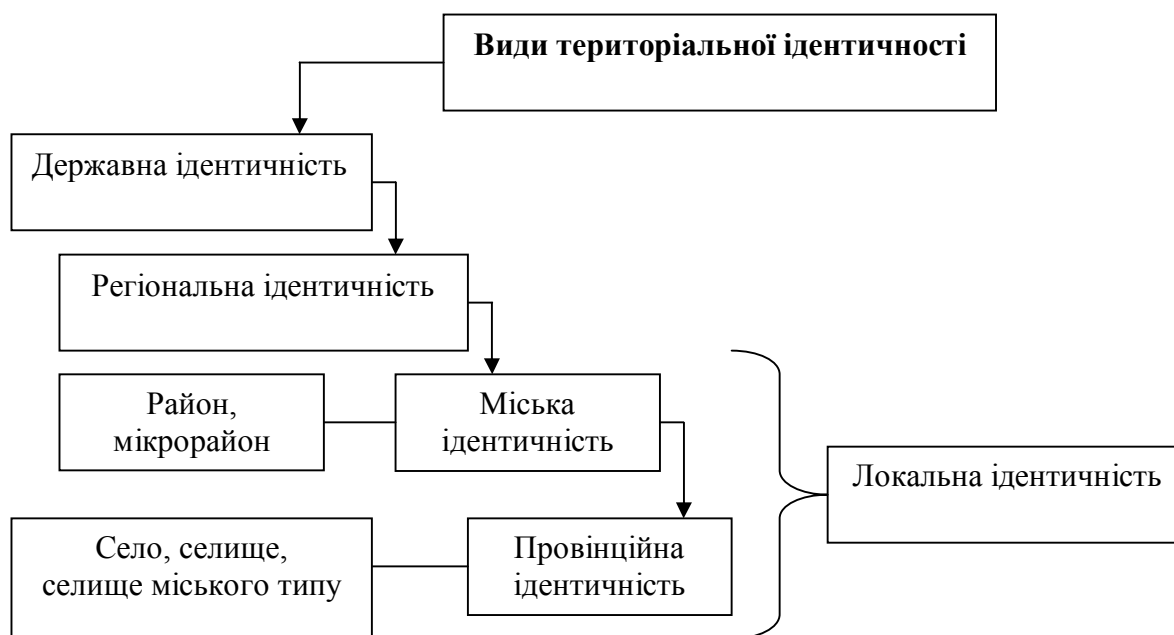 Види територіальної ідентичності
Державна ідентичність
Регіональна ідентичність
Район,
мікрорайон
Міська
ідентичність
Локальна ідентичність
Село, селище,
селище міського типу
Провінційна
ідентичність